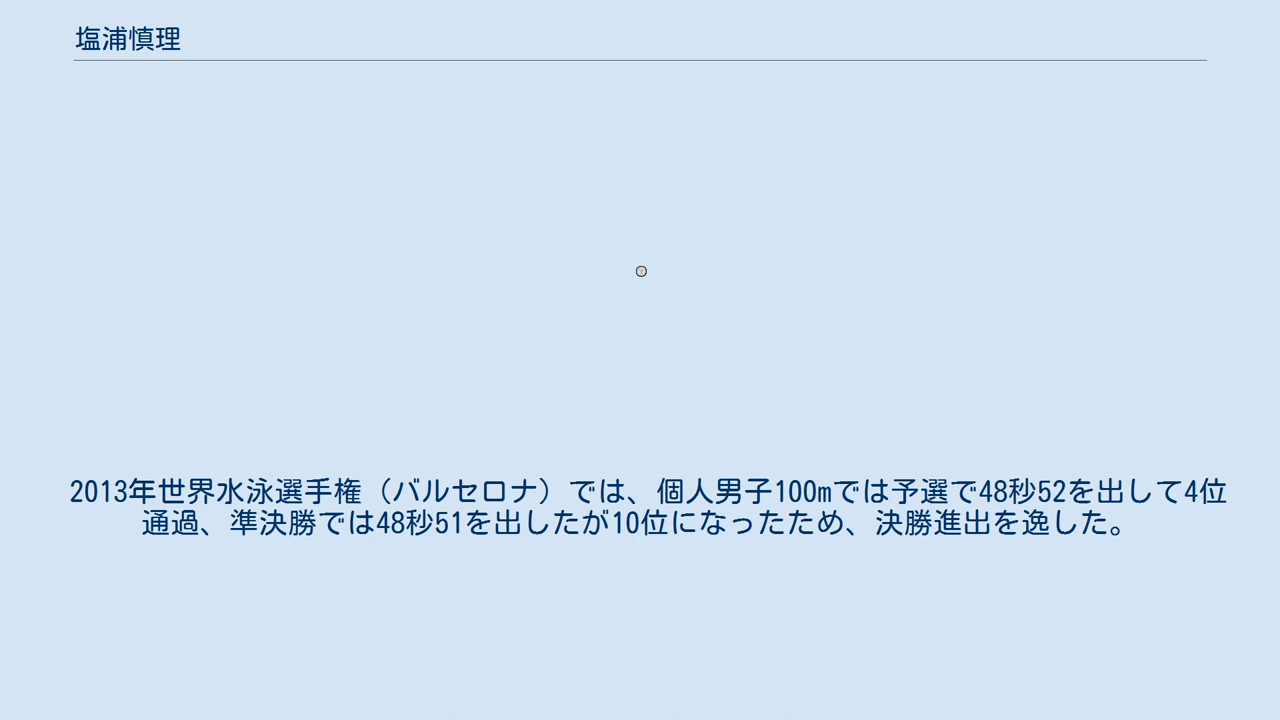 塩浦慎理
2013年世界水泳選手権（バルセロナ）では、個人男子100mでは予選で48秒52を出して4位
通過、準決勝では48秒51を出したが10位になったため、決勝進出を逸した。